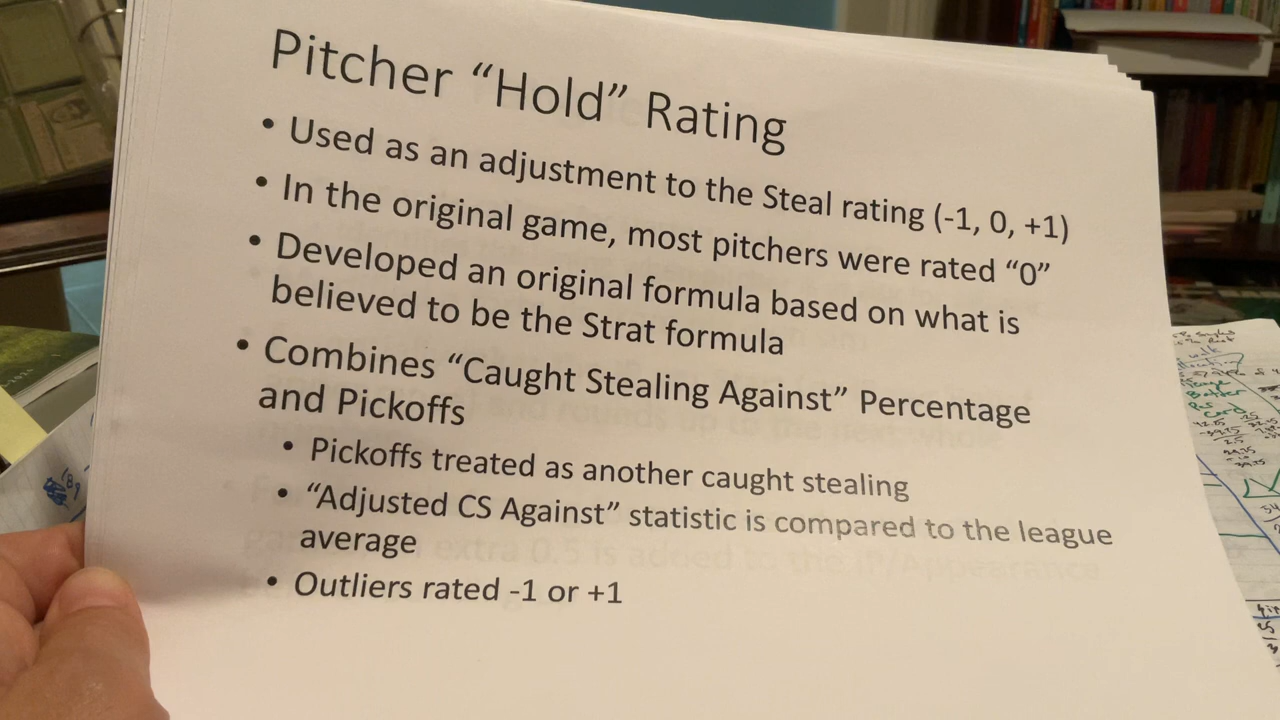 Pitcher “Hold” Rating
• Used as an adjustment to the Steal rating (-1, 0, +1)
• In the original game, most pitchers were rated “0”
• Developed an original formula based on what is
believed to be the Strat formula
• Combines “Caught Stealing Against” Percentage
and Pickoffs
• Pickoffs treated as another caught stealing
• “Adjusted CS Against” statistic is compared to the league
average
• Outliers rated -1 or +1